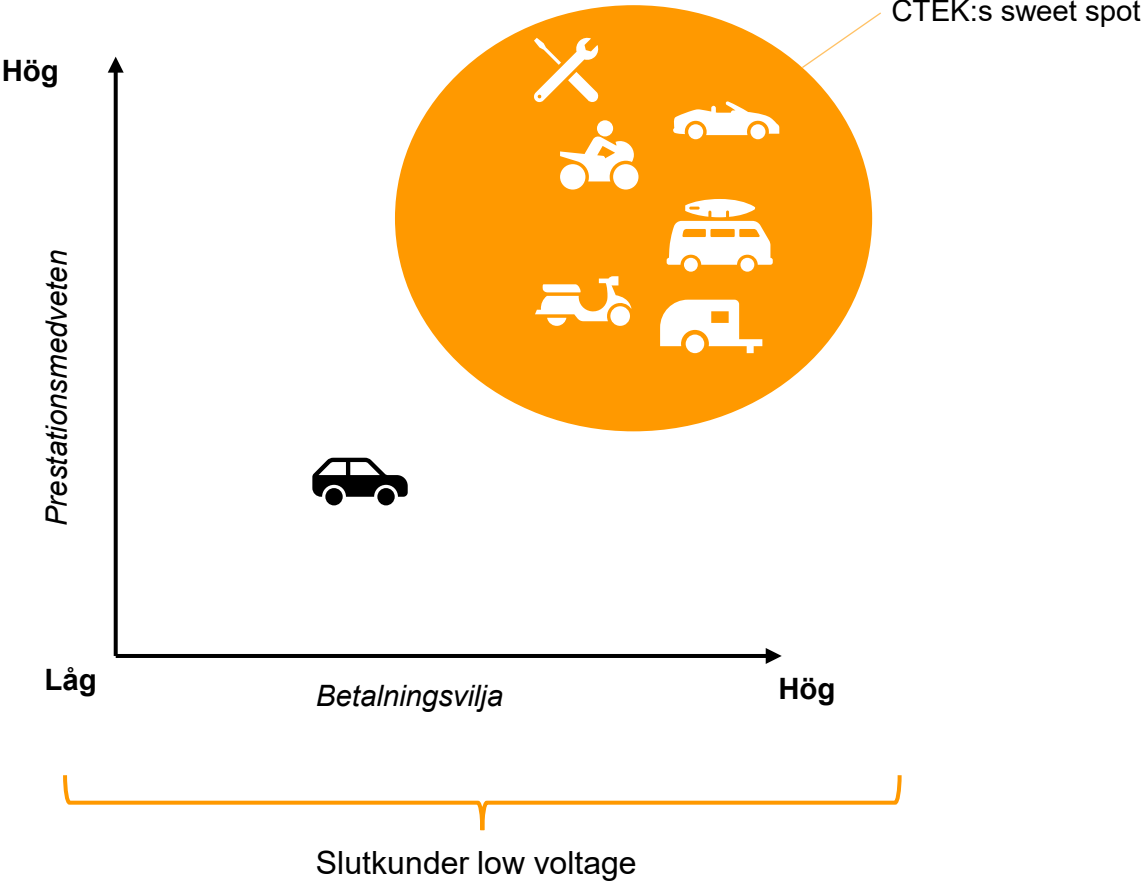 CTEK:s sweet spot
Hög
Prestationsmedveten
Låg
Betalningsvilja
Hög
Slutkunder low voltage